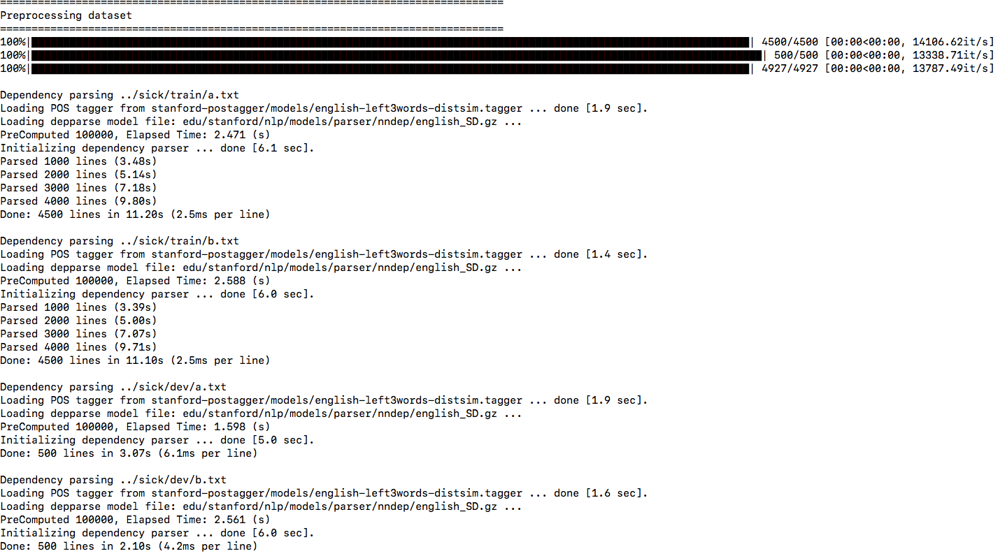 ================================================================================
Preprocessing dataset
================================================================================
100%|██████████████████████████████████████████████████████████████████| 4500/4500 [00:00<00:00, 14106.62it/s]
100%|███████████████████████████████████████████████████████████████████| 500/500 [00:00<00:00, 13338.71it/s]
100%|██████████████████████████████████████████████████████████████████| 4927/4927 [00:00<00:00, 13787.49it/s]

Dependency parsing ../sick/train/a.txt
Loading POS tagger from stanford-postagger/models/english-left3words-distsim.tagger ... done [1.9 sec].
Loading depparse model file: edu/stanford/nlp/models/parser/nndep/english_SD.gz ...
PreComputed 100000, Elapsed Time: 2.471 (s)
Initializing dependency parser ... done [6.1 sec].
Parsed 1000 lines (3.48s)
Parsed 2000 lines (5.14s)
Parsed 3000 lines (7.18s)
Parsed 4000 lines (9.80s)
Done: 4500 lines in 11.20s (2.5ms per line)

Dependency parsing ../sick/train/b.txt
Loading POS tagger from stanford-postagger/models/english-left3words-distsim.tagger ... done [1.4 sec].
Loading depparse model file: edu/stanford/nlp/models/parser/nndep/english_SD.gz ...
PreComputed 100000, Elapsed Time: 2.588 (s)
Initializing dependency parser ... done [6.0 sec].
Parsed 1000 lines (3.39s)
Parsed 2000 lines (5.00s)
Parsed 3000 lines (7.07s)
Parsed 4000 lines (9.71s)
Done: 4500 lines in 11.10s (2.5ms per line)

Dependency parsing ../sick/dev/a.txt
Loading POS tagger from stanford-postagger/models/english-left3words-distsim.tagger ... done [1.9 sec].
Loading depparse model file: edu/stanford/nlp/models/parser/nndep/english_SD.gz ...
PreComputed 100000, Elapsed Time: 1.598 (s)
Initializing dependency parser ... done [5.0 sec].
Done: 500 lines in 3.07s (6.1ms per line)

Dependency parsing ../sick/dev/b.txt
Loading POS tagger from stanford-postagger/models/english-left3words-distsim.tagger ... done [1.6 sec].
Loading depparse model file: edu/stanford/nlp/models/parser/nndep/english_SD.gz ...
PreComputed 100000, Elapsed Time: 2.561 (s)
Initializing dependency parser ... done [6.0 sec].
Done: 500 lines in 2.10s (4.2ms per line)